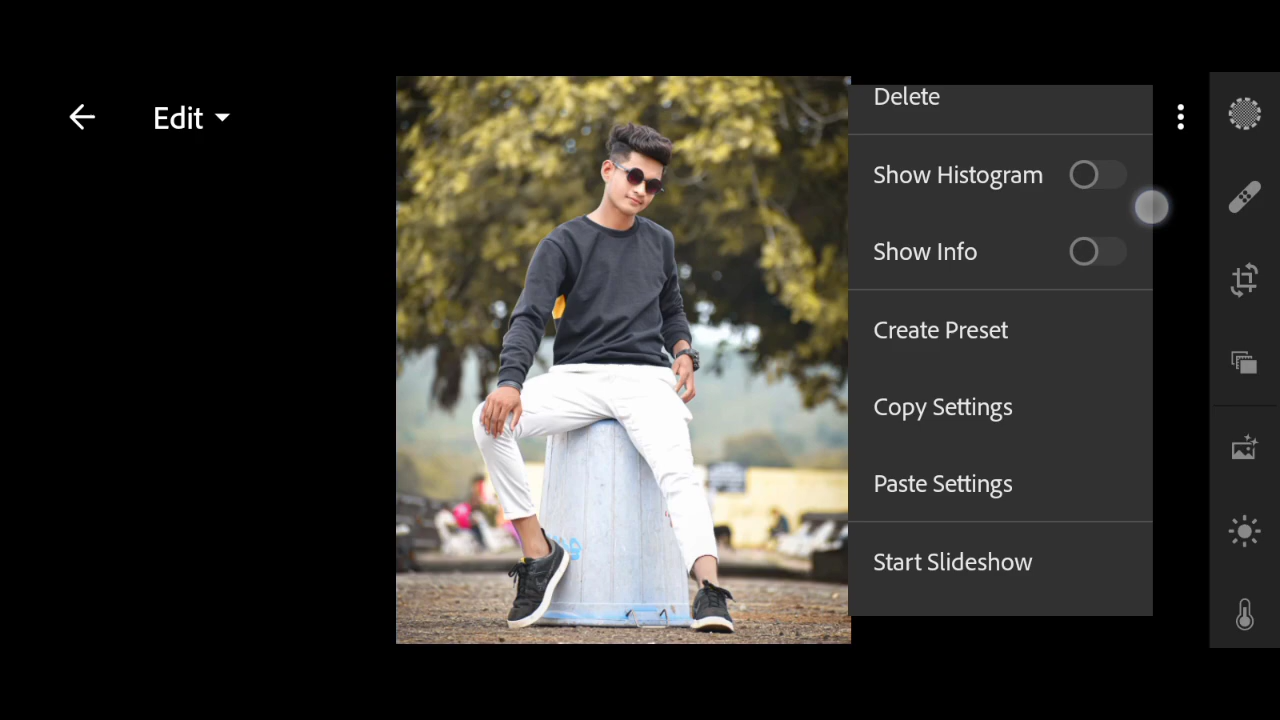 Edit
Delete
Show Histogram
Show Info
Create Preset
Copy Settings
Paste Settings
Start Slideshow